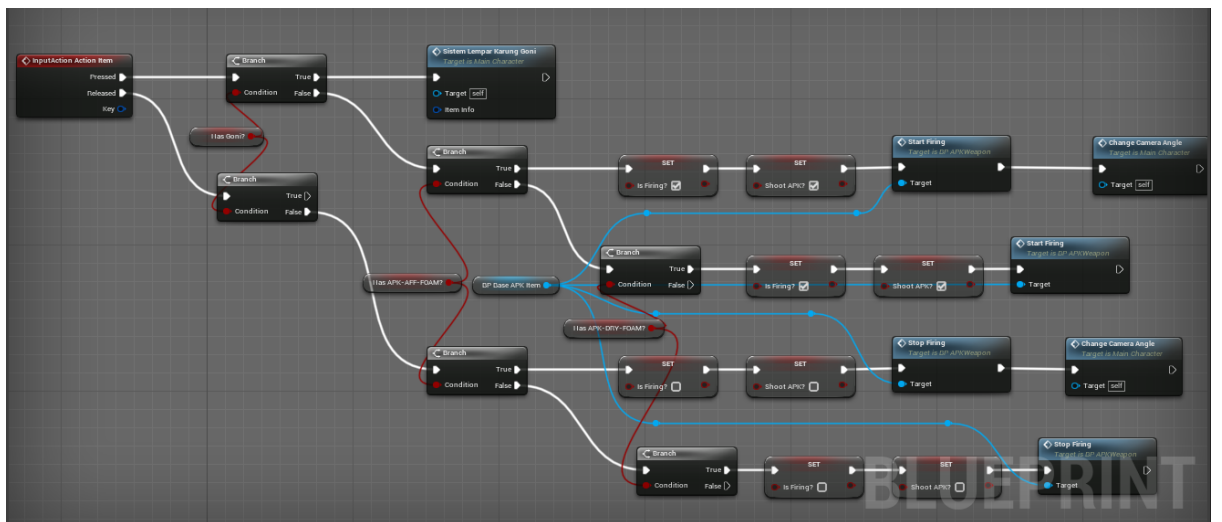 InputAction Action Item
Pressed
Released
Key
Branch
True
Condition
False
Sistem Lempar Karung Goni
Target is Main Character
Target self
Item Info
Has Goni?
Branch
True
Condition
False
Branch
True
Condition
False
SET
Is Firing?
SET
Shoot APK?
Start Firing
Target is DP APKWeapon
Target
Change Camera Angle
Target is Main Character
Target self
Has APK-AFF-FOAM?
DP Base APK Item
Branch
True
Condition
False
SET
Is Firing?
SET
Shoot APK?
Start Firing
Target is DP APKWeapon
Target
Has APK-DRY-FOAM?
Branch
True
Condition
False
SET
Is Firing?
SET
Shoot APK?
Stop Firing
Target is DP APKWeapon
Target
Change Camera Angle
Target is Main Character
Target self
Branch
True
Condition
False
SET
Is Firing?
SET
Shoot APK?
Stop Firing
Target is DP APKWeapon
Target
BLUEPRINT